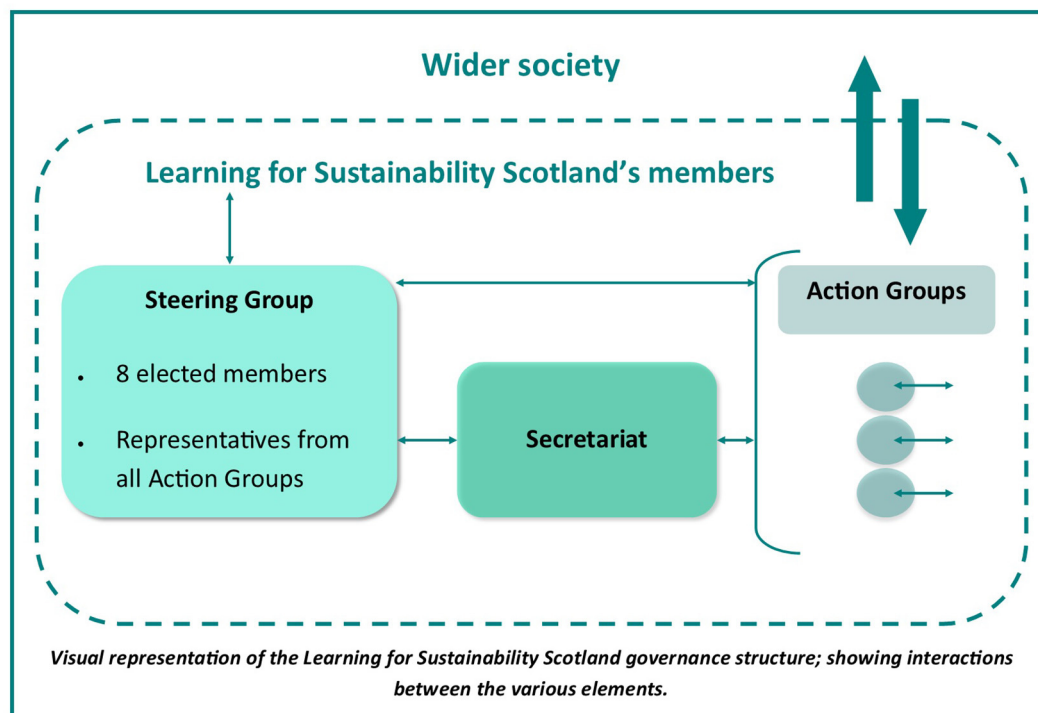 Wider society
Learning for Sustainability Scotland’s members
Steering Group
• 8 elected members
• Representatives from
all Action Groups
Secretariat
Action Groups
Visual representation of the Learning for Sustainability Scotland governance structure; showing interactions
between the various elements.